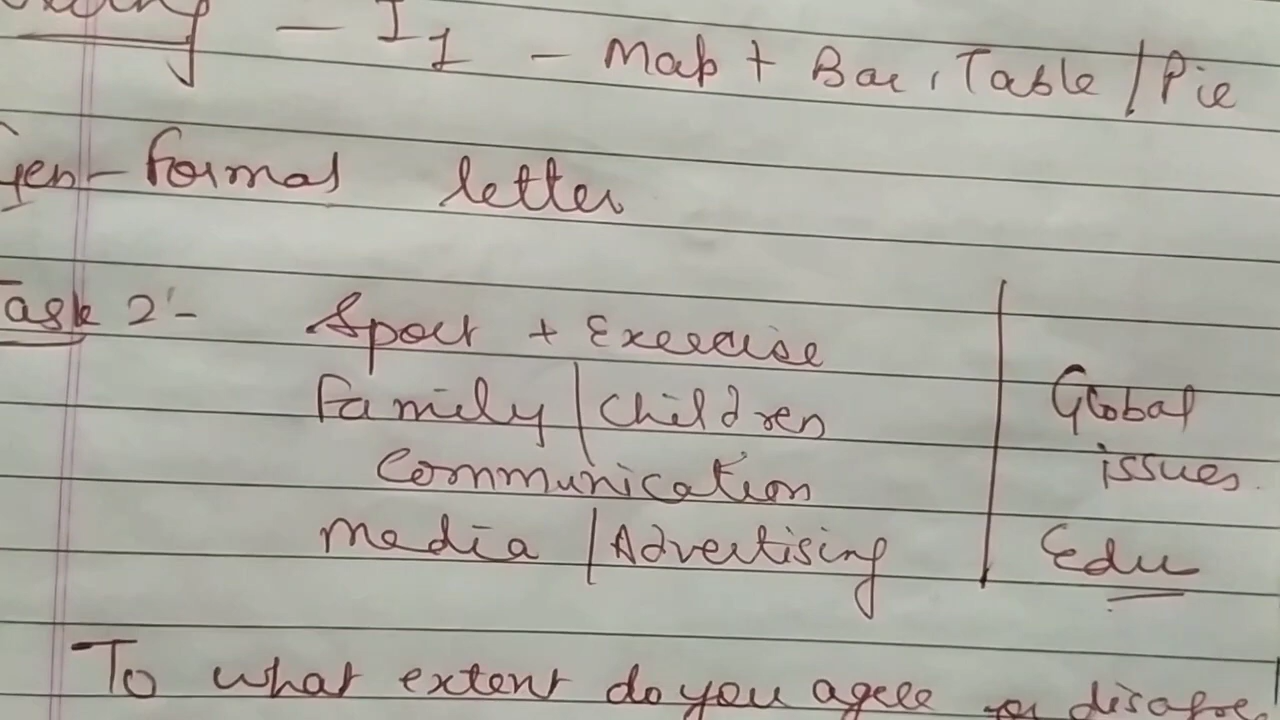 - I1 - Map + Bar, Table / Pie
Gen - formal letter
Task 2 :- Sport + Exercise
Family / Children
Communication
Media / Advertising
Global
issues.
Edu
To what extent do you agree or disagree